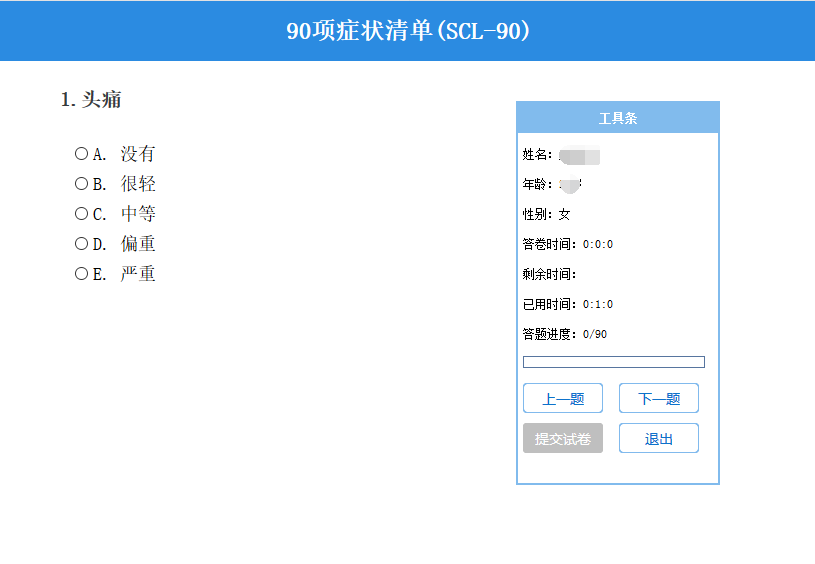 90项症状清单(SCL-90)
1.头痛
A. 没有
B. 很轻
C. 中等
D. 偏重
E. 严重
工具条
姓名：
年龄：
性别：女
答卷时间：0:0:0
剩余时间：
已用时间：0:1:0
答题进度：0/90
上一题 下一题
提交试卷 退出